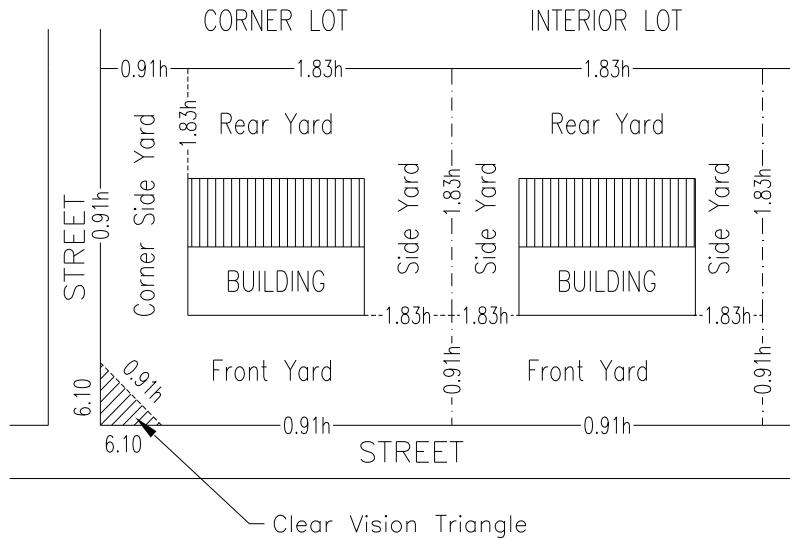 CORNER LOT
INTERIOR LOT
0.91h
1.83h
1.83h
1.83h
Rear Yard
Rear Yard
STREET
0.91h
Corner Side Yard
Side Yard
1.83h
Side Yard
Side Yard
1.83h
BUILDING
BUILDING
1.83h
1.83h
1.83h
0.91h
6.10
6.10
Front Yard
0.91h
Front Yard
0.91h
0.91h
0.91h
STREET
Clear Vision Triangle